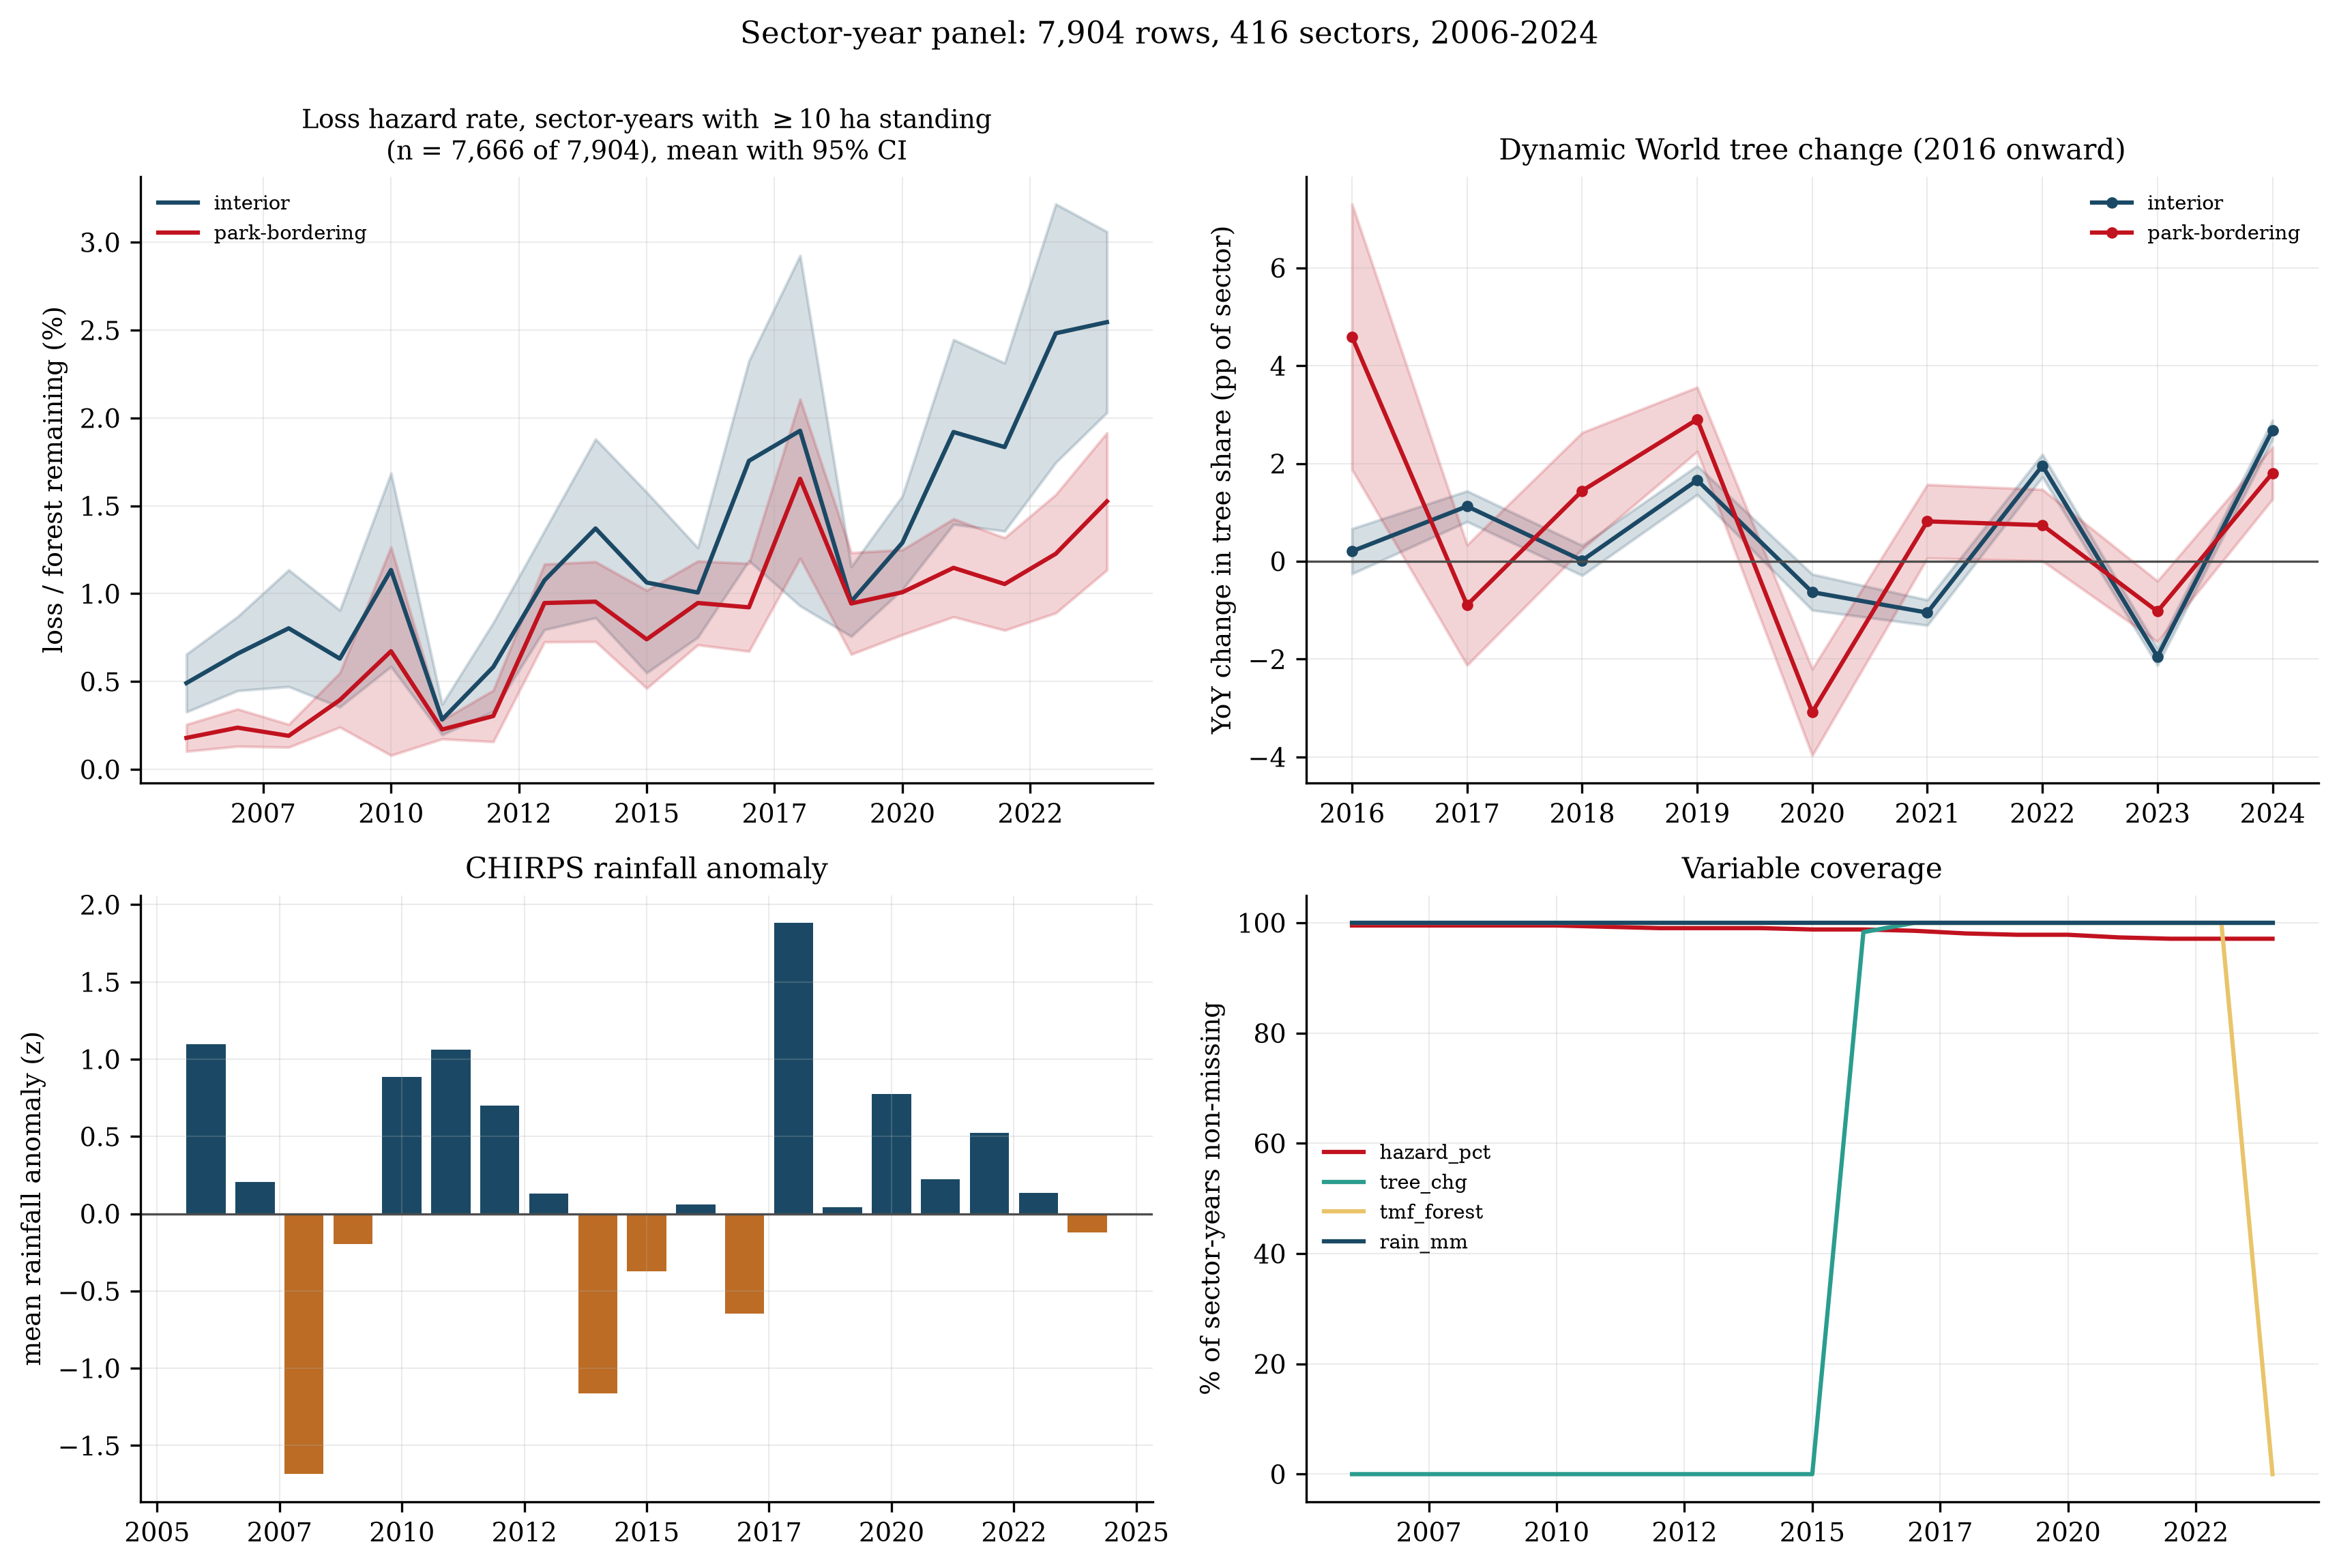 Sector-year panel: 7,904 rows, 416 sectors, 2006-2024
Loss hazard rate, sector-years with ≥10 ha standing
(n = 7,666 of 7,904), mean with 95% CI
interior
park-bordering
loss / forest remaining (%)
3.0
2.5
2.0
1.5
1.0
0.5
0.0
2007 2010 2012 2015 2017 2020 2022
Dynamic World tree change (2016 onward)
interior
park-bordering
YoY change in tree share (pp of sector)
6
4
2
0
−2
−4
2016 2017 2018 2019 2020 2021 2022 2023 2024
CHIRPS rainfall anomaly
mean rainfall anomaly (z)
2.0
1.5
1.0
0.5
0.0
−0.5
−1.0
−1.5
2005 2007 2010 2012 2015 2017 2020 2022 2025
Variable coverage
% of sector-years non-missing
100
80
60
40
20
0
hazard_pct
tree_chg
tmf_forest
rain_mm
2007 2010 2012 2015 2017 2020 2022